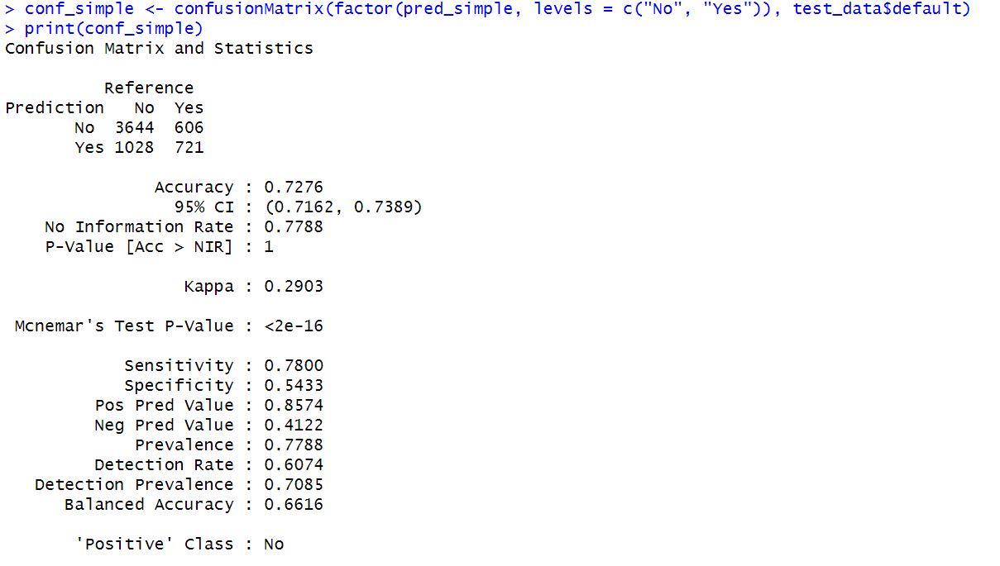 > conf_simple <- confusionMatrix(factor(pred_simple, levels = c("No", "Yes")), test_data$default)
> print(conf_simple)
Confusion Matrix and Statistics

          Reference
Prediction   No  Yes
       No  3644  606
       Yes 1028  721

               Accuracy : 0.7276
                 95% CI : (0.7162, 0.7389)
    No Information Rate : 0.7788
    P-Value [Acc > NIR] : 1

                  Kappa : 0.2903

 Mcnemar's Test P-Value : <2e-16

            Sensitivity : 0.7800
            Specificity : 0.5433
         Pos Pred Value : 0.8574
         Neg Pred Value : 0.4122
             Prevalence : 0.7788
         Detection Rate : 0.6074
   Detection Prevalence : 0.7085
      Balanced Accuracy : 0.6616

       'Positive' Class : No